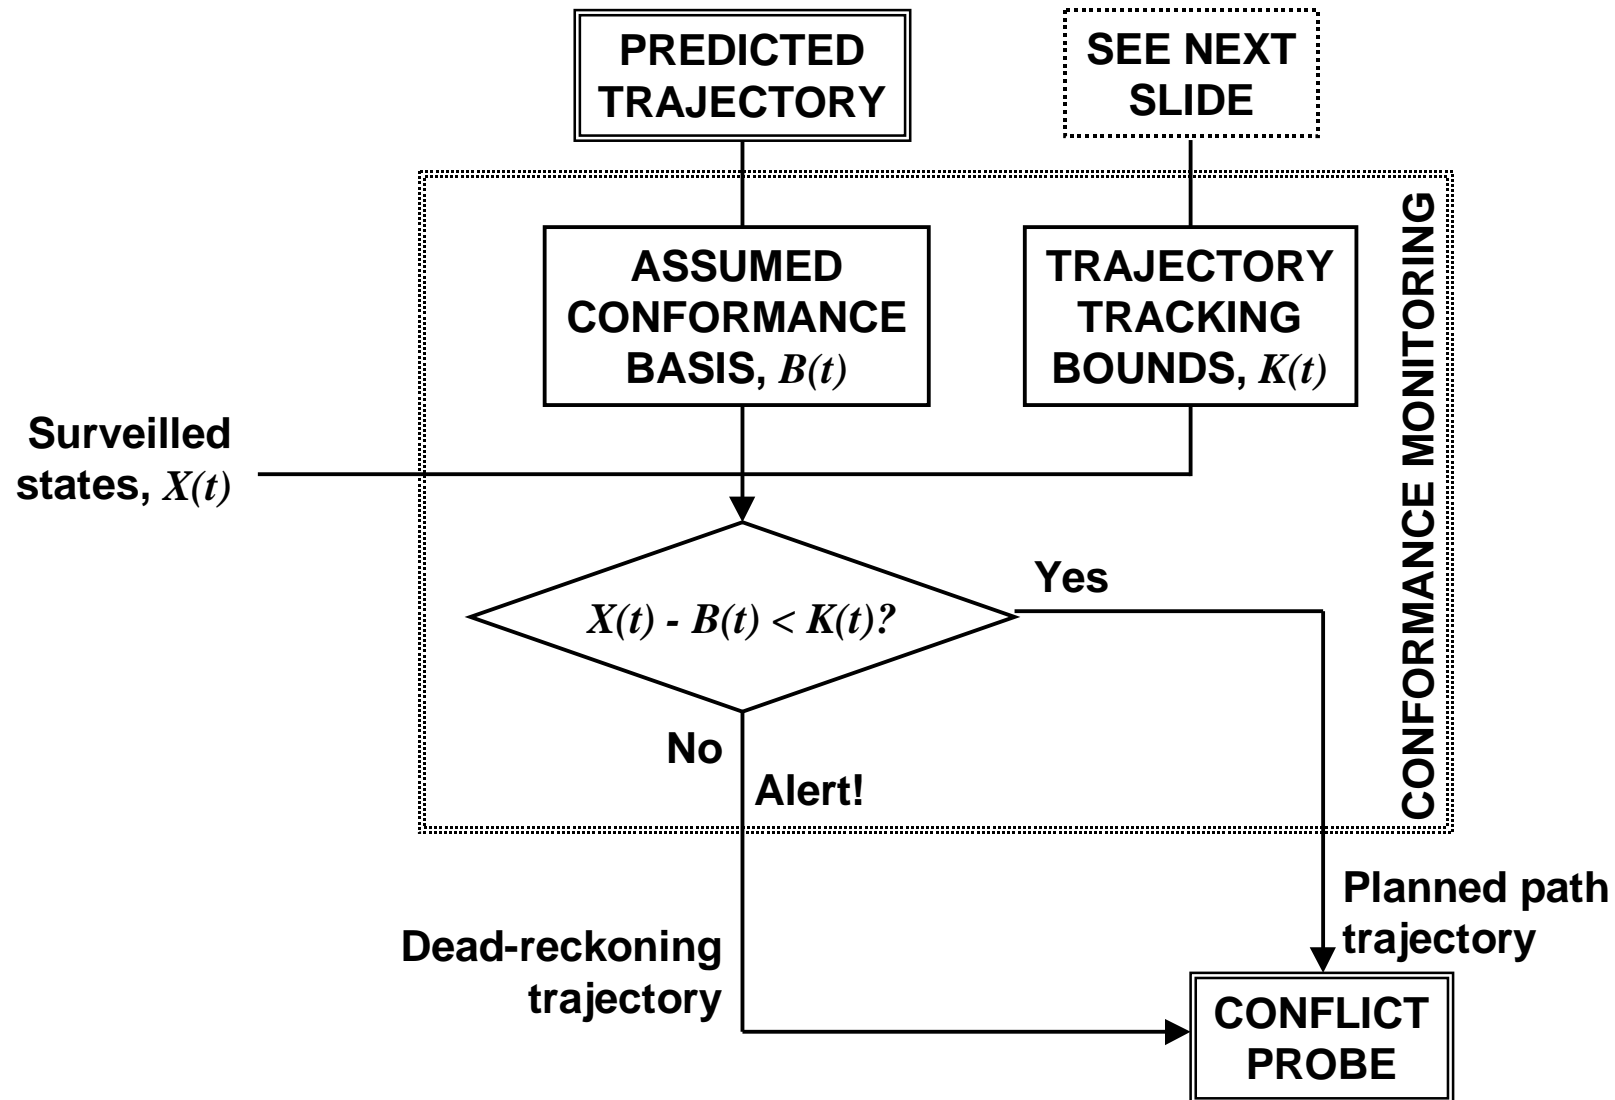 PREDICTED
TRAJECTORY
SEE NEXT
SLIDE
ASSUMED
CONFORMANCE
BASIS, B(t)
TRAJECTORY
TRACKING
BOUNDS, K(t)
CONFORMANCE MONITORING
Surveilled
states, X(t)
X(t) - B(t) < K(t)?
Yes
No
Alert!
Planned path
trajectory
Dead-reckoning
trajectory
CONFLICT
PROBE